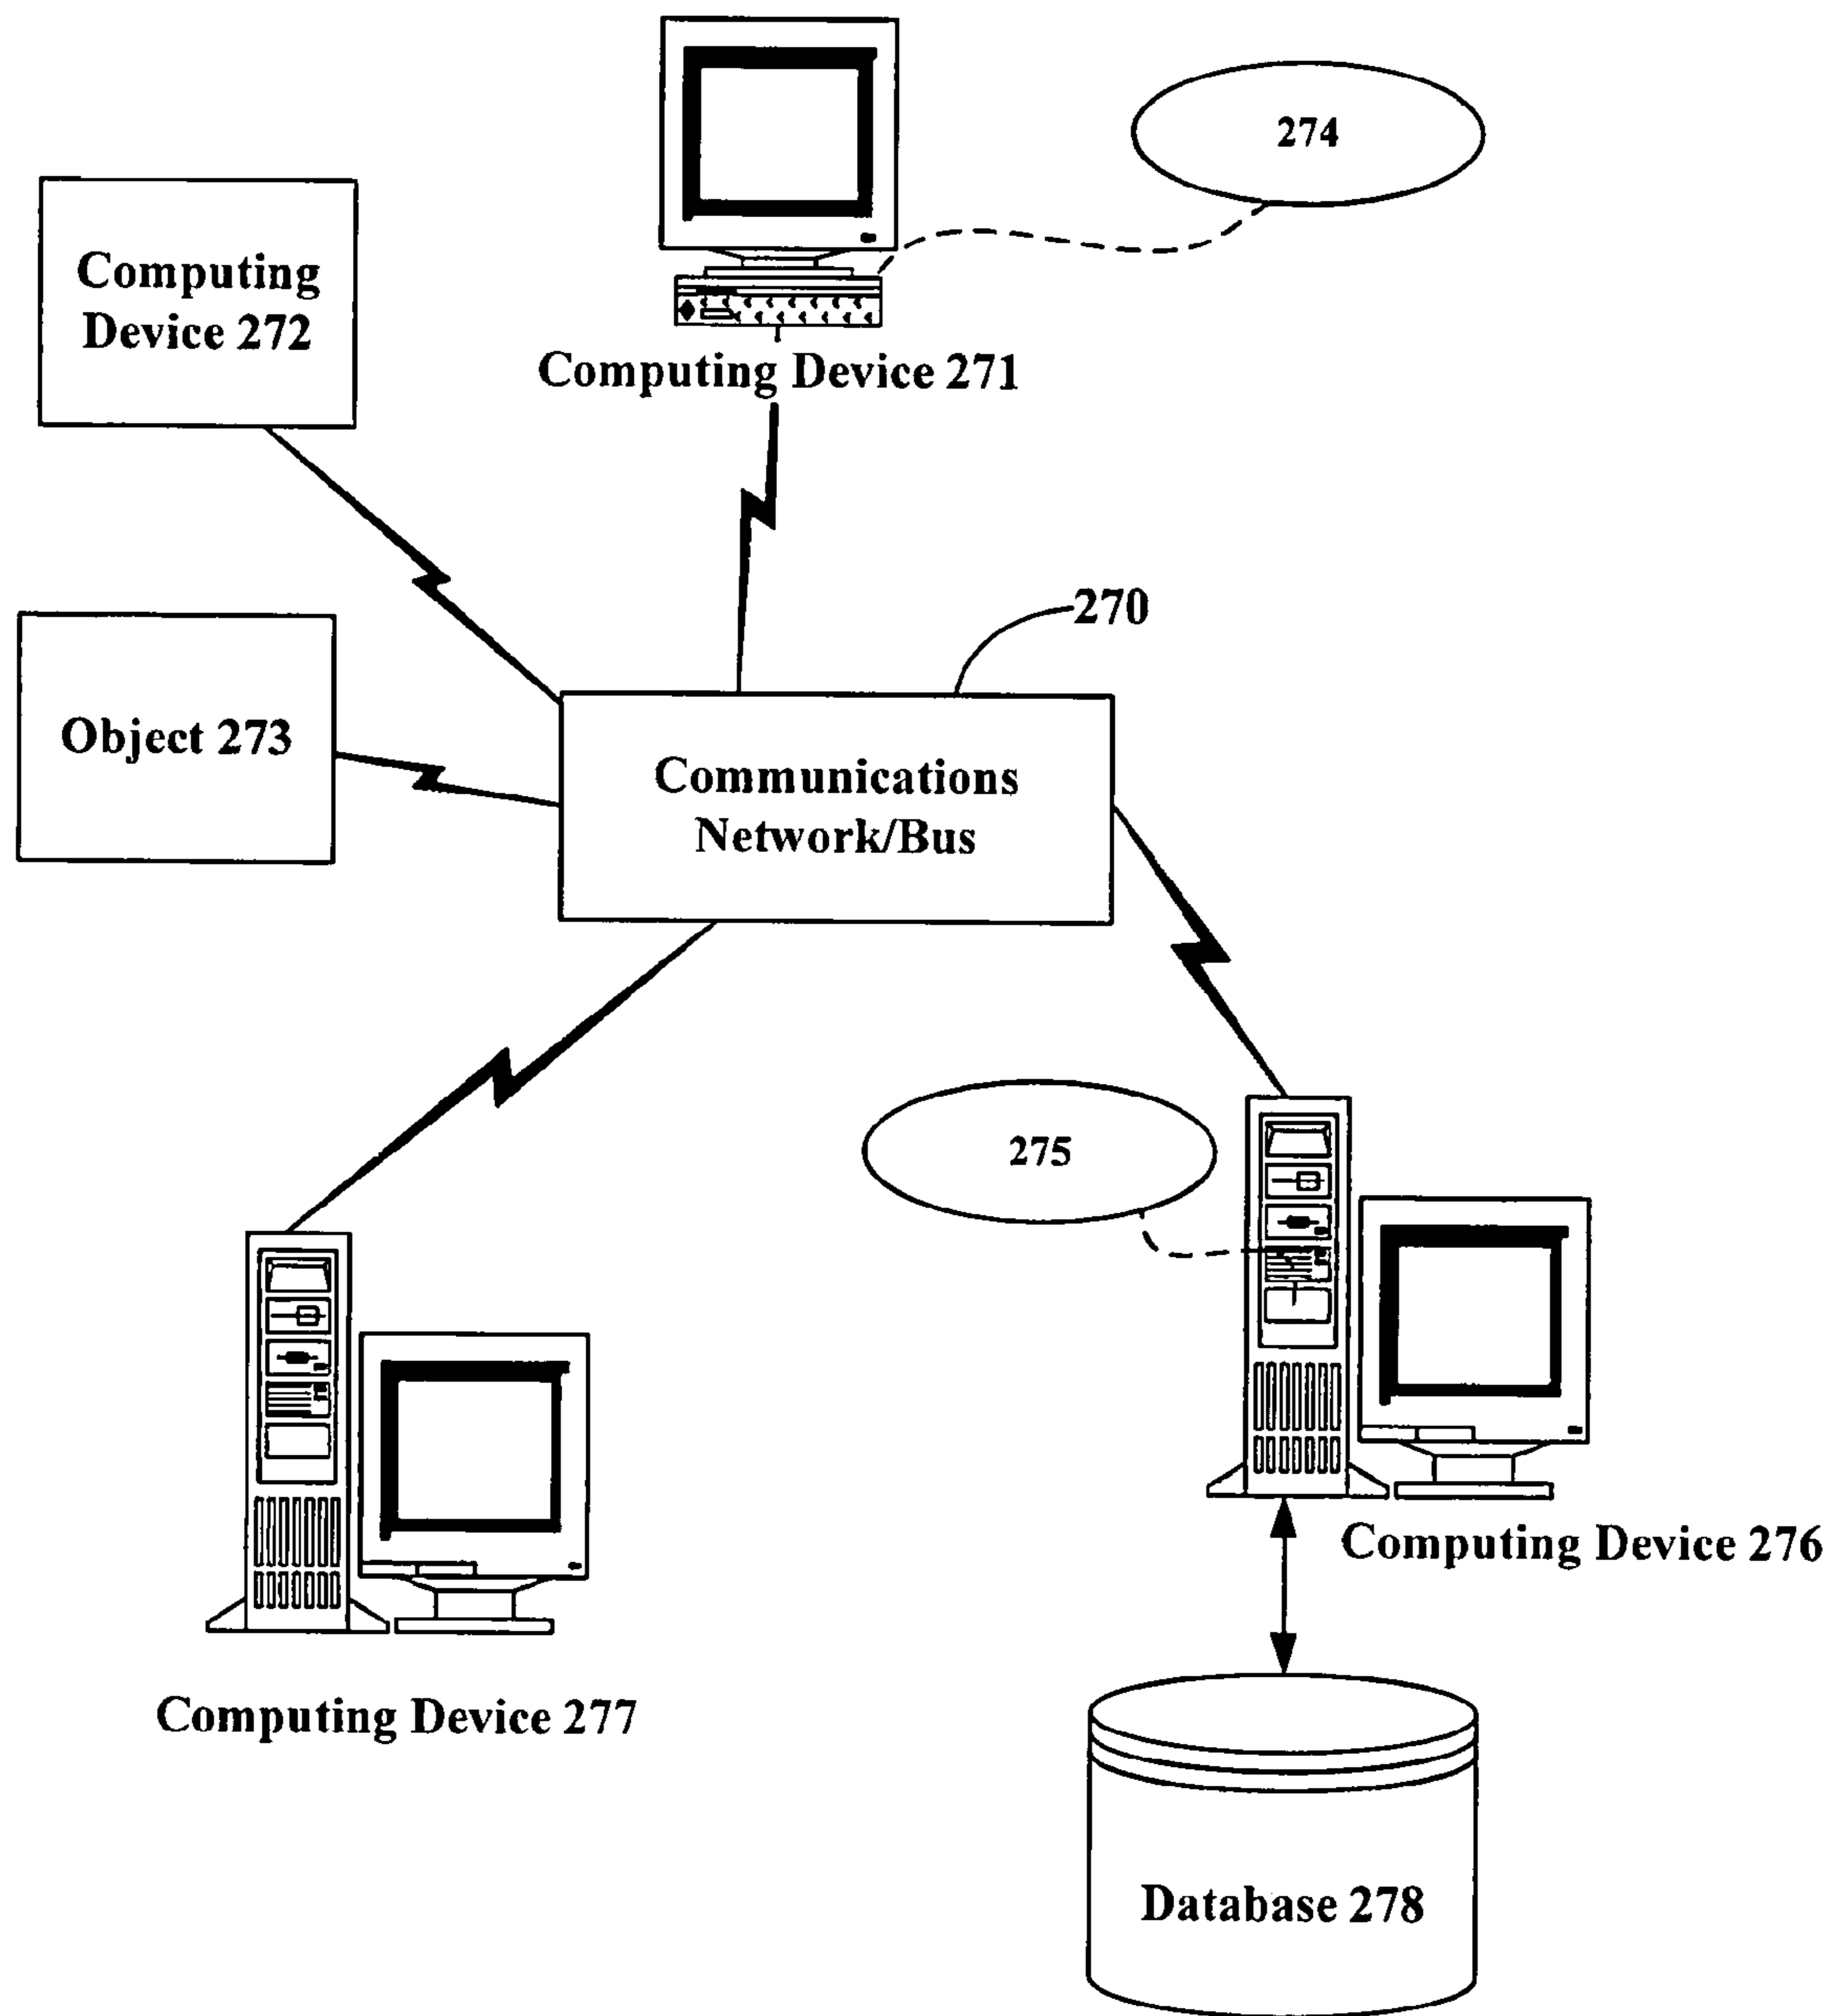 274
Computing
Device 272
Computing Device 271
270
Object 273
Communications
Network/Bus
275
Computing Device 276
Computing Device 277
Database 278